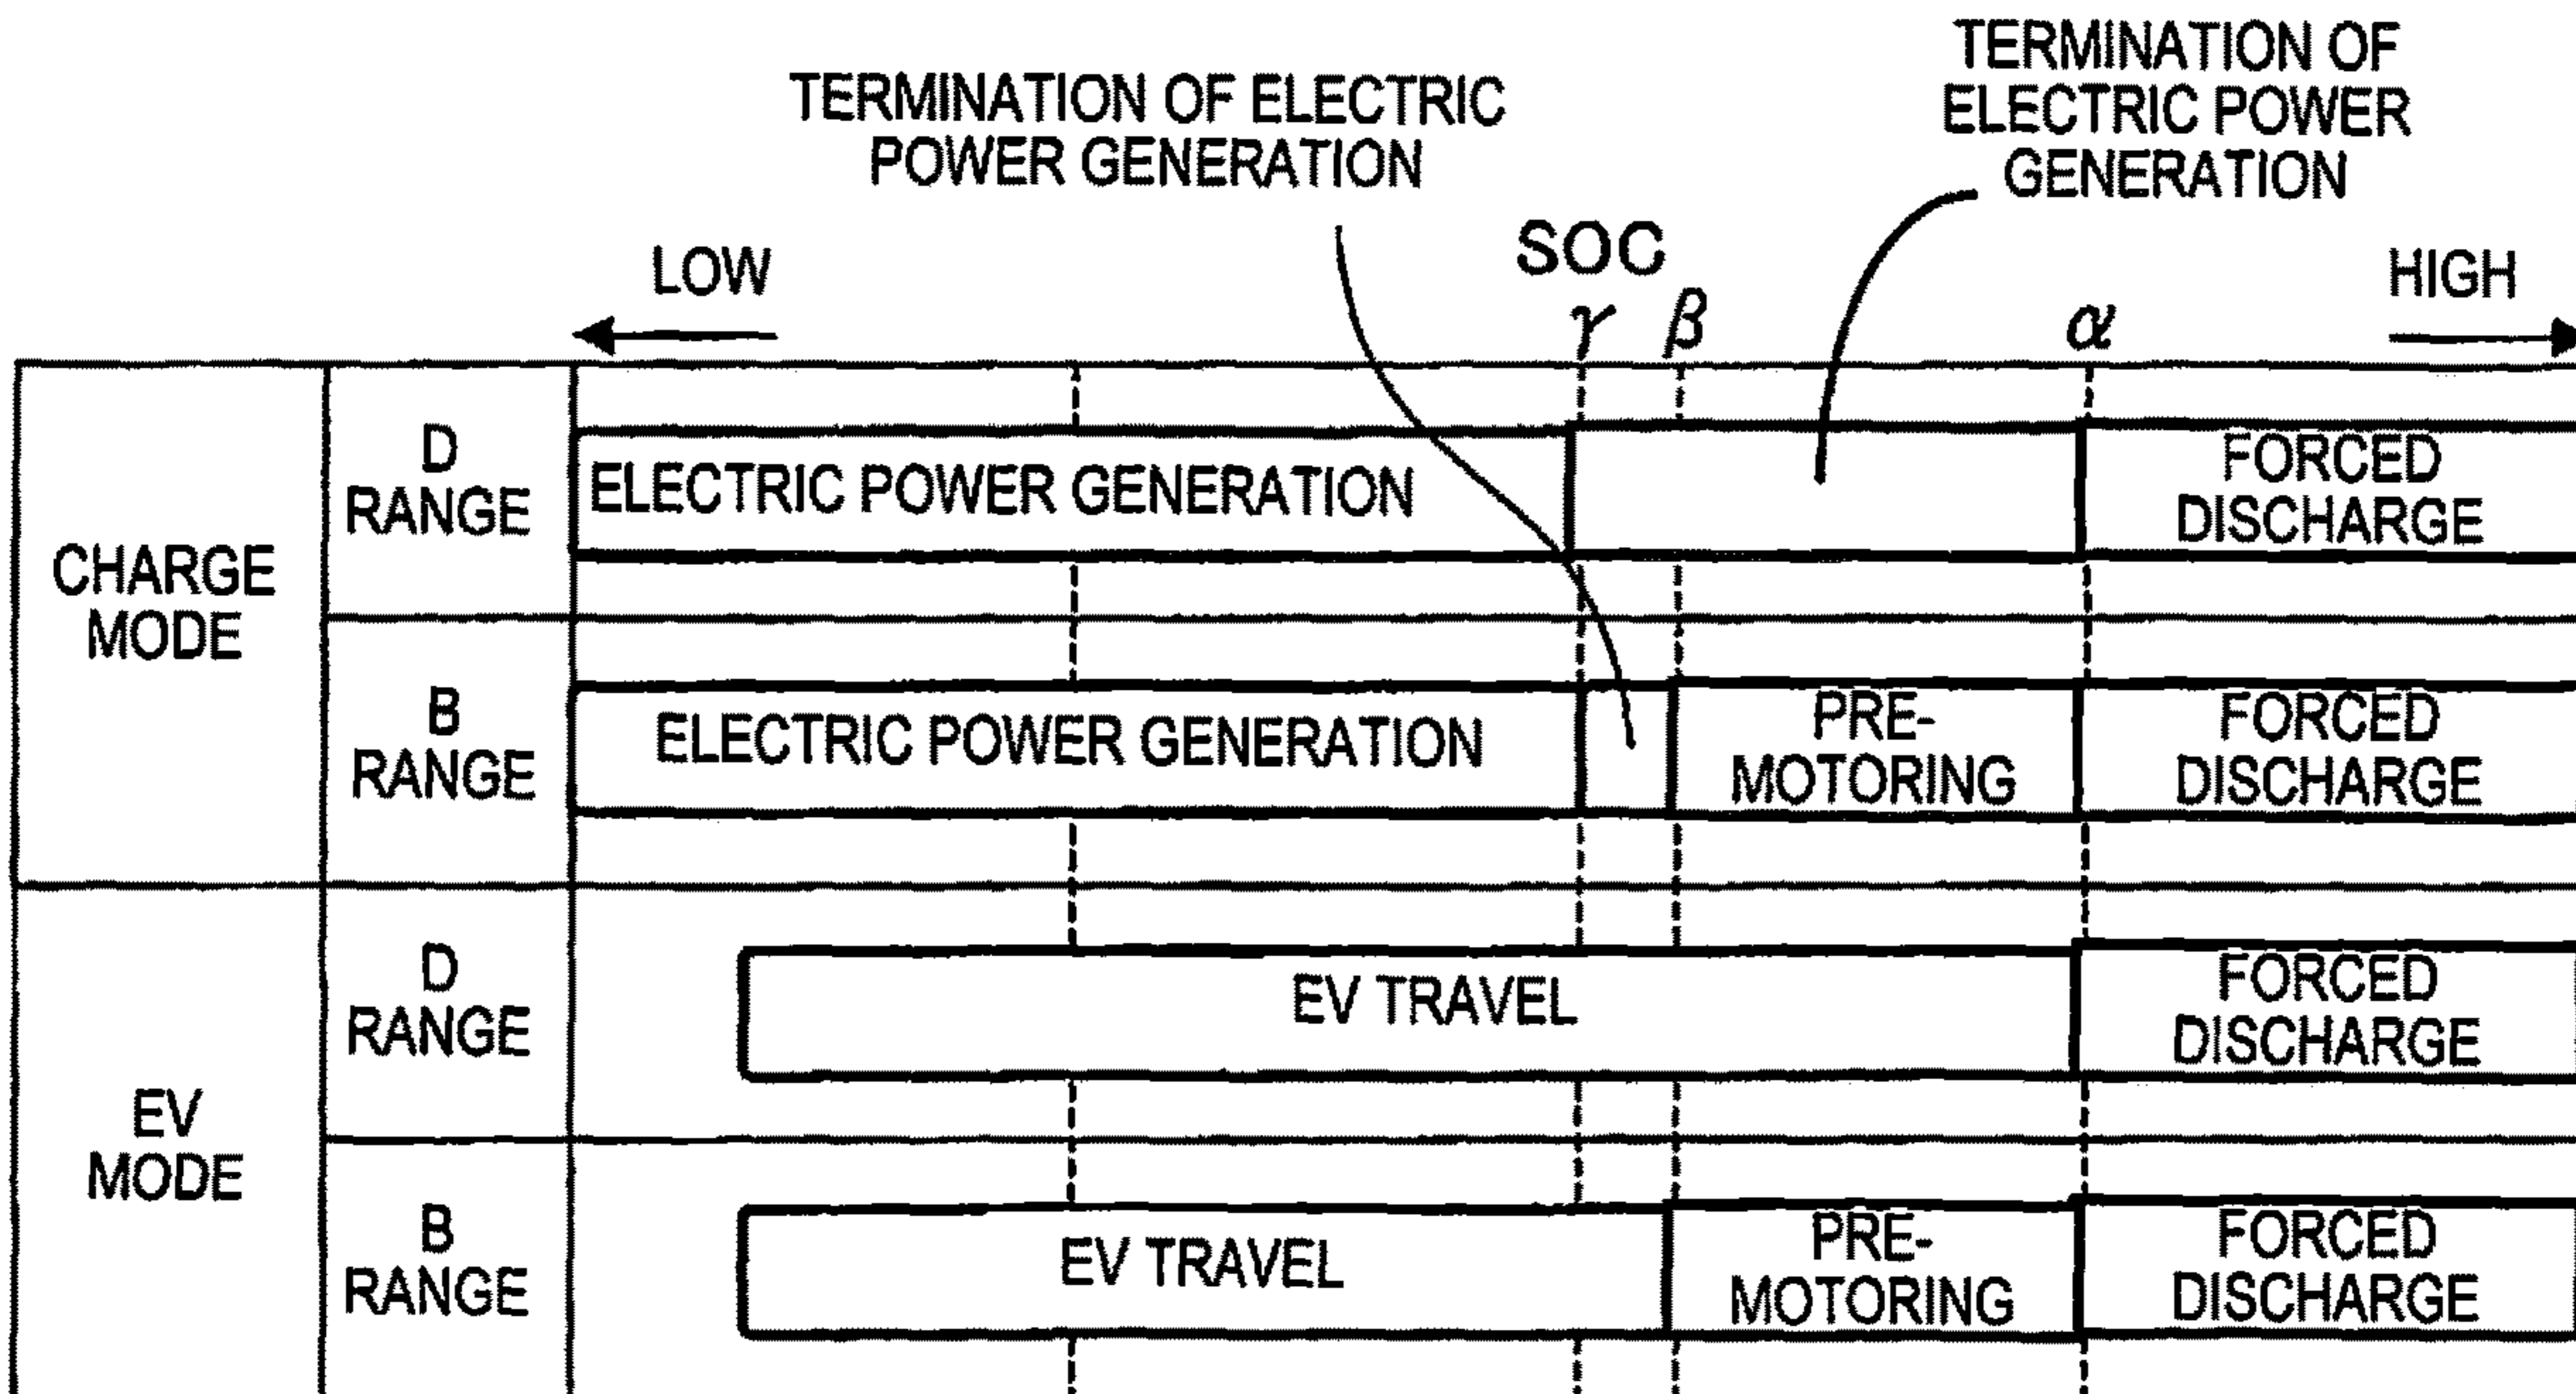 TERMINATION OF
ELECTRIC POWER
GENERATION
TERMINATION OF ELECTRIC
POWER GENERATION
LOW
SOC
HIGH
γ β α
CHARGE
MODE
D
RANGE
ELECTRIC POWER GENERATION
FORCED
DISCHARGE
B
RANGE
ELECTRIC POWER GENERATION
PRE-
MOTORING
FORCED
DISCHARGE
EV
MODE
D
RANGE
EV TRAVEL
FORCED
DISCHARGE
B
RANGE
EV TRAVEL
PRE-
MOTORING
FORCED
DISCHARGE